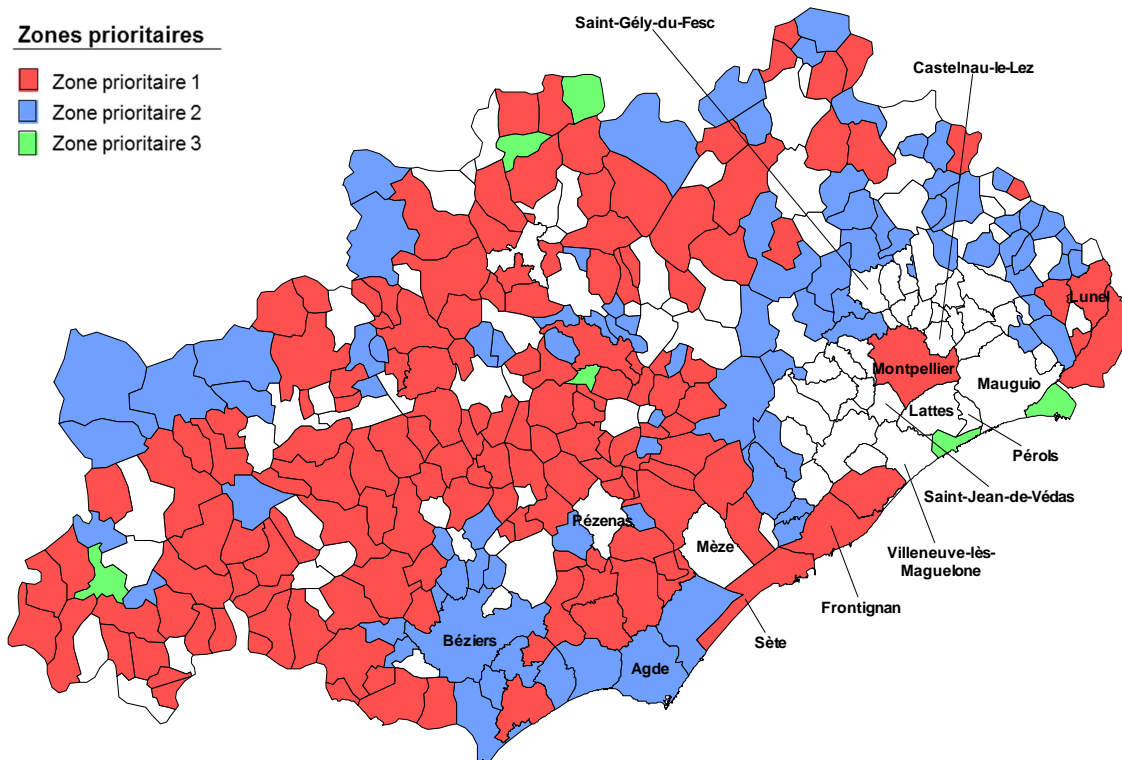 Zones prioritaires
Zone prioritaire 1
Zone prioritaire 2
Zone prioritaire 3
Saint-Gély-du-Fesc
Castelnau-le-Lez
Lunel
Montpellier
Mauguio
Lattes
Pérols
Saint-Jean-de-Védas
Pézenas
Mèze
Villeneuve-lès-
Maguelone
Frontignan
Sète
Béziers
Agde